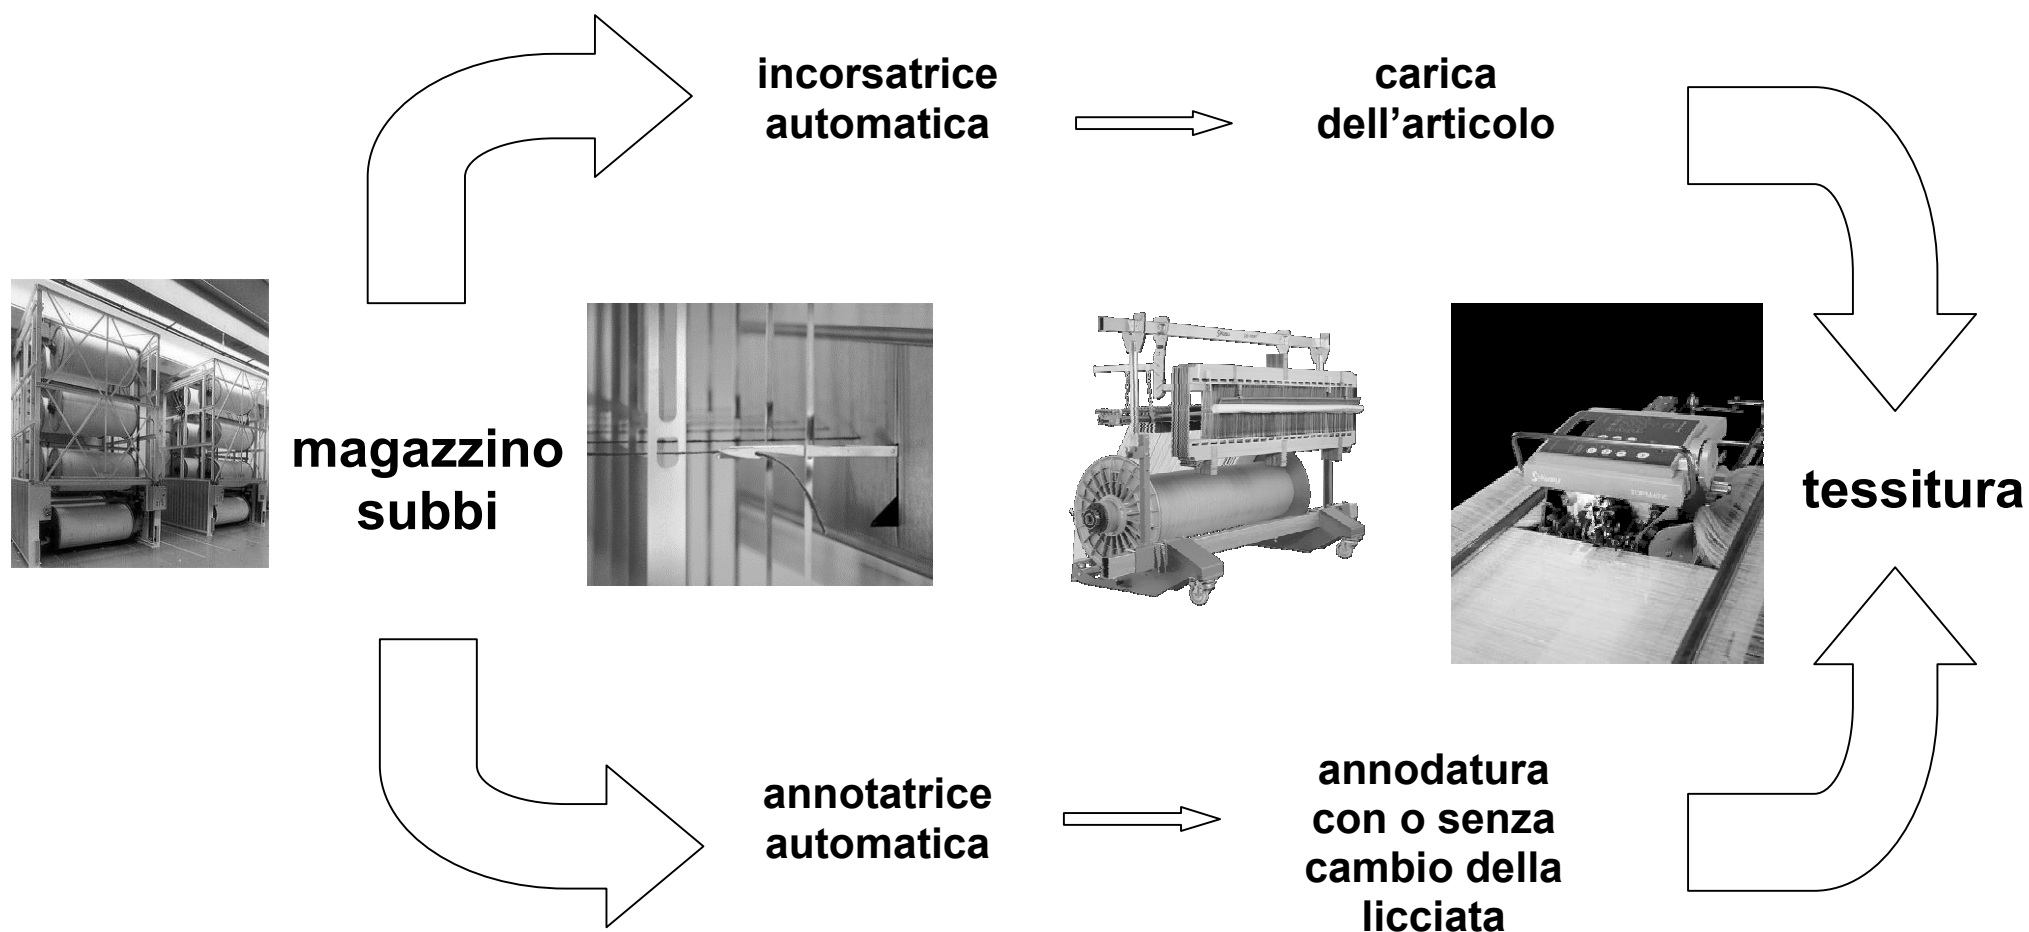 incorsatrice
automatica
carica
dell’articolo
magazzino
subbi
tessitura
annotatrice
automatica
annodatura
con o senza
cambio della
licciata